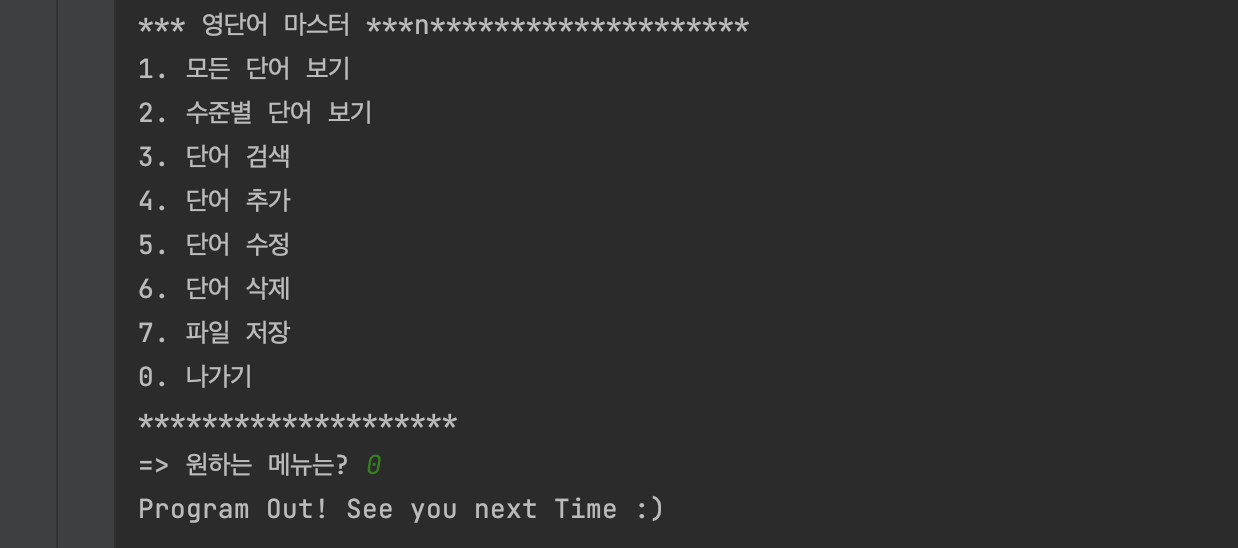 *** 영단어 마스터 ***n********************
1. 모든 단어 보기
2. 수준별 단어 보기
3. 단어 검색
4. 단어 추가
5. 단어 수정
6. 단어 삭제
7. 파일 저장
0. 나가기
********************
=> 원하는 메뉴는? 0
Program Out! See you next Time :)